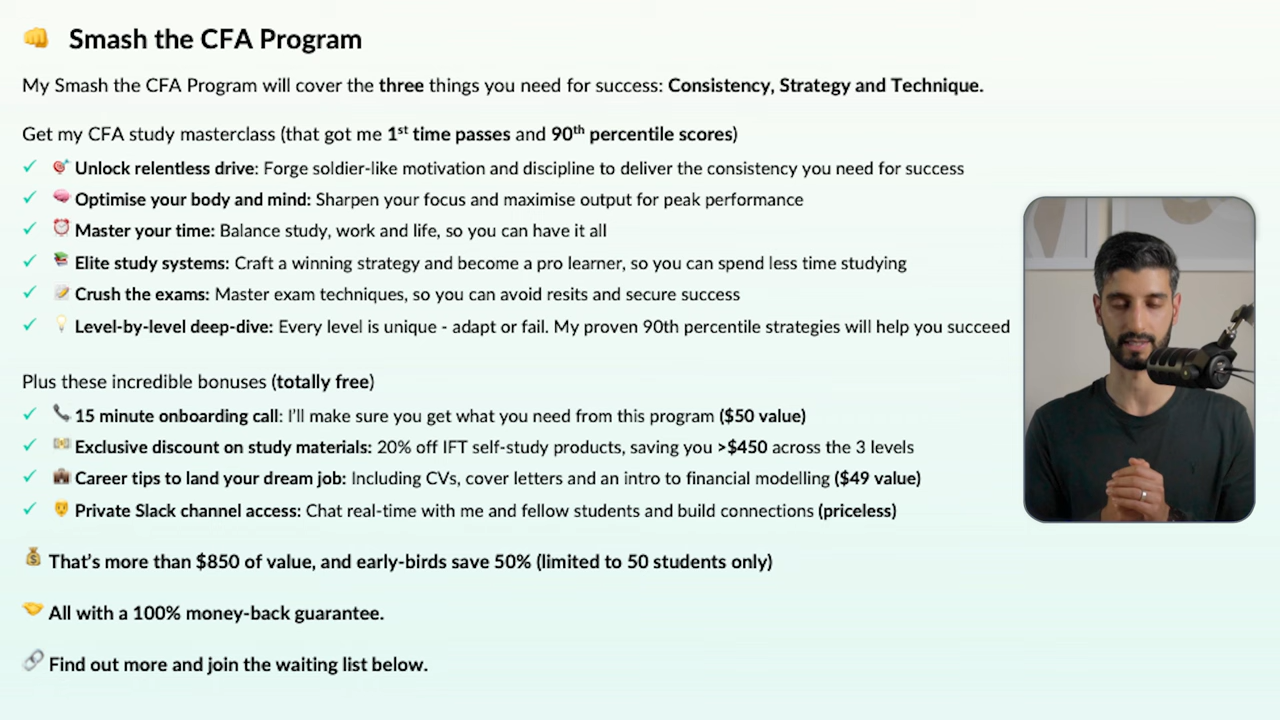 👊 Smash the CFA Program
My Smash the CFA Program will cover the three things you need for success: Consistency, Strategy and Technique.
Get my CFA study masterclass (that got me 1st time passes and 90th percentile scores)
✓ 🎯 Unlock relentless drive: Forge soldier-like motivation and discipline to deliver the consistency you need for success
✓ 🧠 Optimise your body and mind: Sharpen your focus and maximise output for peak performance
✓ ⏰ Master your time: Balance study, work and life, so you can have it all
✓ 📚 Elite study systems: Craft a winning strategy and become a pro learner, so you can spend less time studying
✓ 📝 Crush the exams: Master exam techniques, so you can avoid resits and secure success
✓ 💡 Level-by-level deep-dive: Every level is unique - adapt or fail. My proven 90th percentile strategies will help you succeed
Plus these incredible bonuses (totally free)
✓ 📞 15 minute onboarding call: I'll make sure you get what you need from this program ($50 value)
✓ 💵 Exclusive discount on study materials: 20% off IFT self-study products, saving you >$450 across the 3 levels
✓ 💼 Career tips to land your dream job: Including CVs, cover letters and an intro to financial modelling ($49 value)
✓ Private Slack channel access: Chat real-time with me and fellow students and build connections (priceless)
💰 That's more than $850 of value, and early-birds save 50% (limited to 50 students only)
🤝 All with a 100% money-back guarantee.
🔗 Find out more and join the waiting list below.